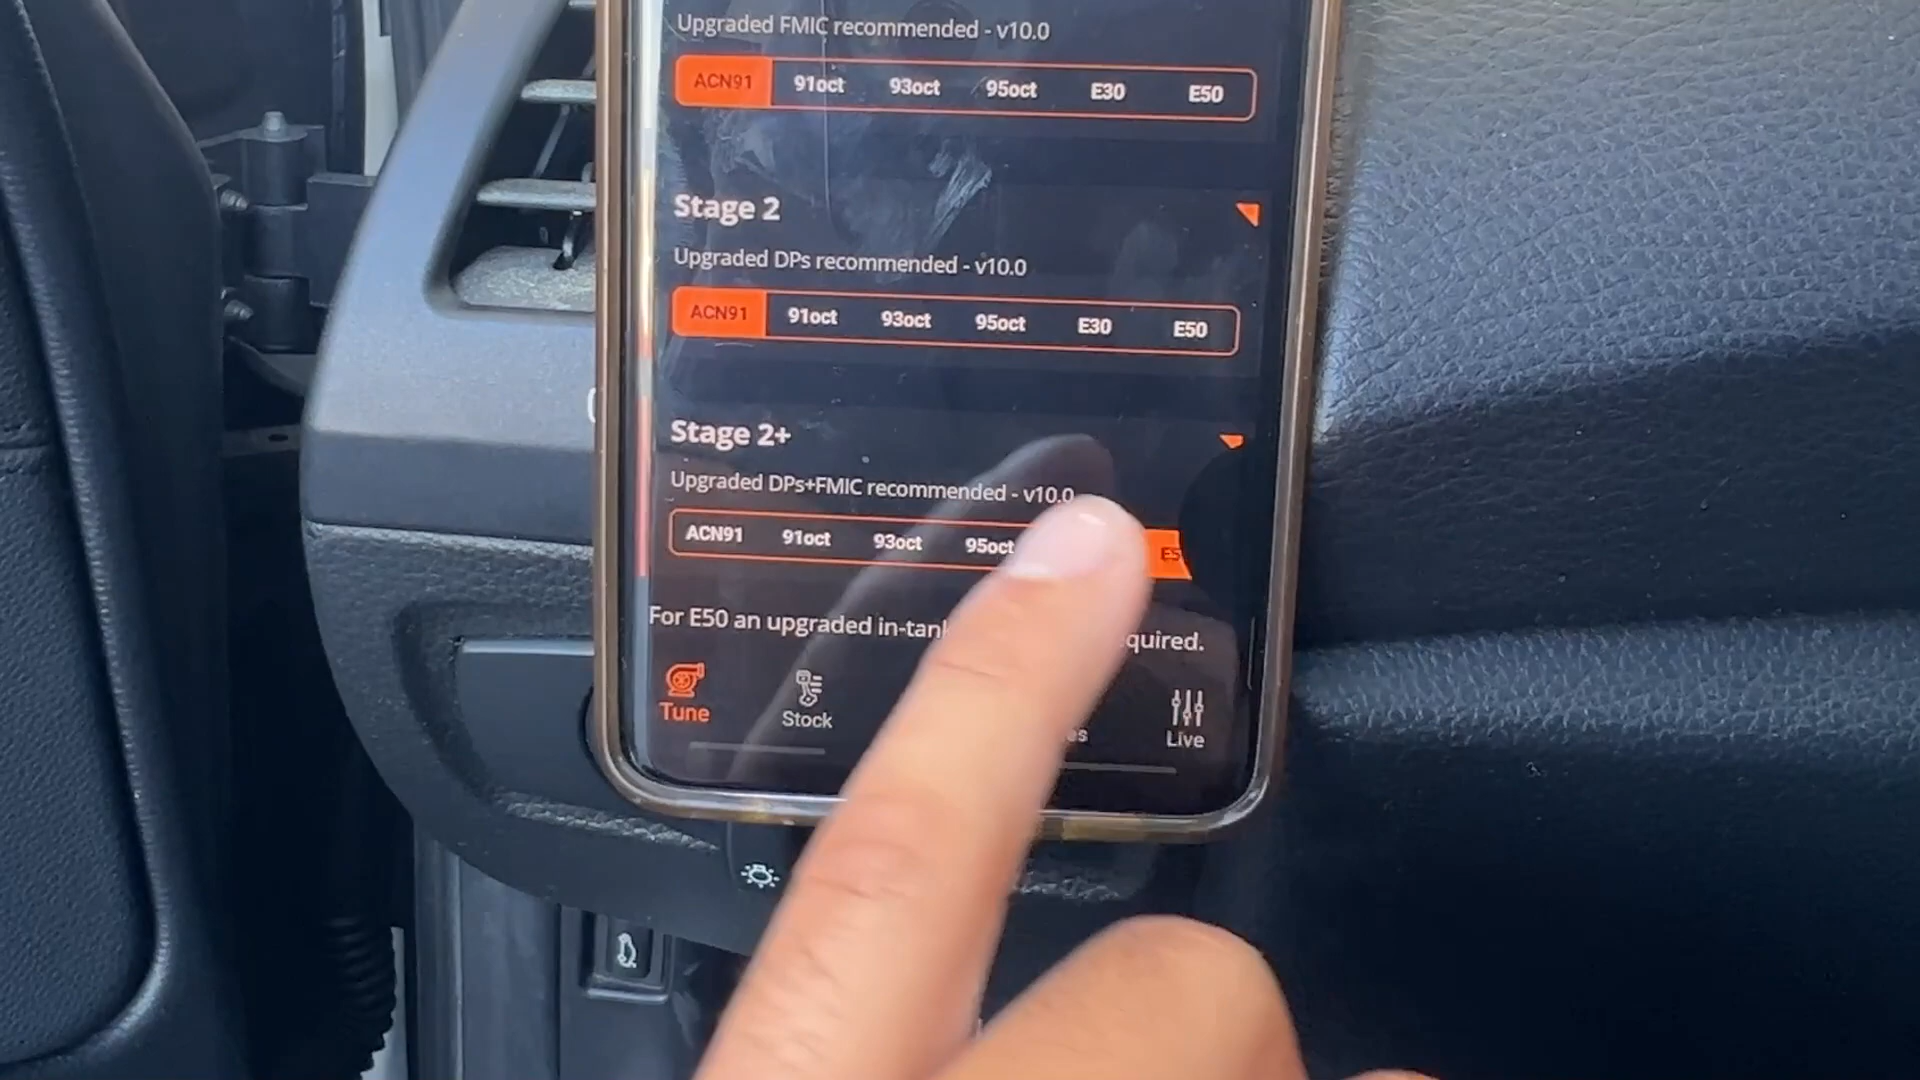 Upgraded FMIC recommended - v10.0
ACN91 91oct 93oct 95oct E30 E50
Stage 2
Upgraded DPs recommended - v10.0
ACN91 91oct 93oct 95oct E30 E50
Stage 2+
Upgraded DPs+FMIC recommended - v10.0
ACN91 91oct 93oct 95oct
For E50 an upgraded in-tank
Tune Stock Live